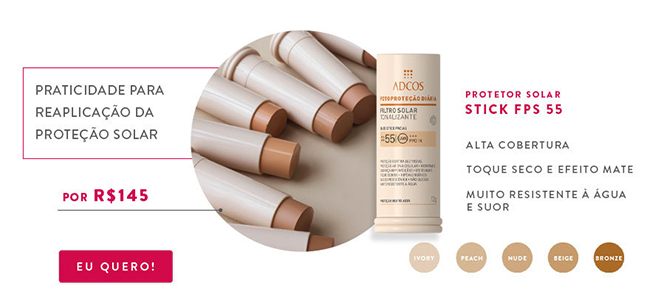 PRATICIDADE PARA
REAPLICAÇÃO DA
PROTEÇÃO SOLAR
POR R$145
EU QUERO!
ADCOS
FOTOPROTEÇÃO DIÁRIA
FILTRO SOLAR
TONALIZANTE
55
PROTETOR SOLAR
STICK FPS 55
ALTA COBERTURA
TOQUE SECO E EFEITO MATE
MUITO RESISTENTE À ÁGUA
E SUOR
IVORY
PEACH
NUDE
BEIGE
BRONZE